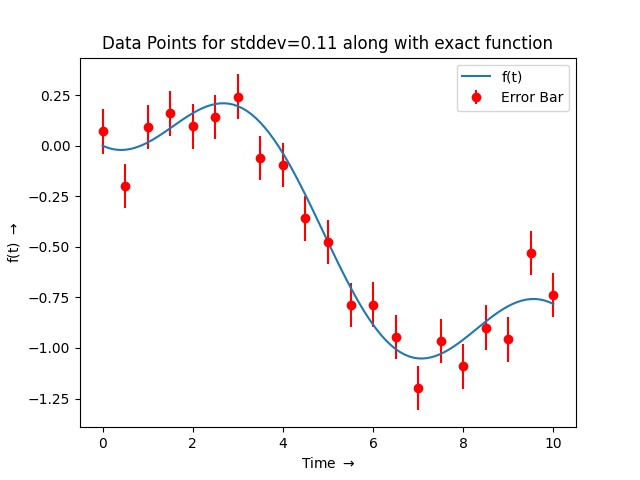 Data Points for stddev=0.11 along with exact function
f(t)
Error Bar
0.25
0.00
−0.25
−0.50
−0.75
−1.00
−1.25
f(t) →
0 2 4 6 8 10
Time →